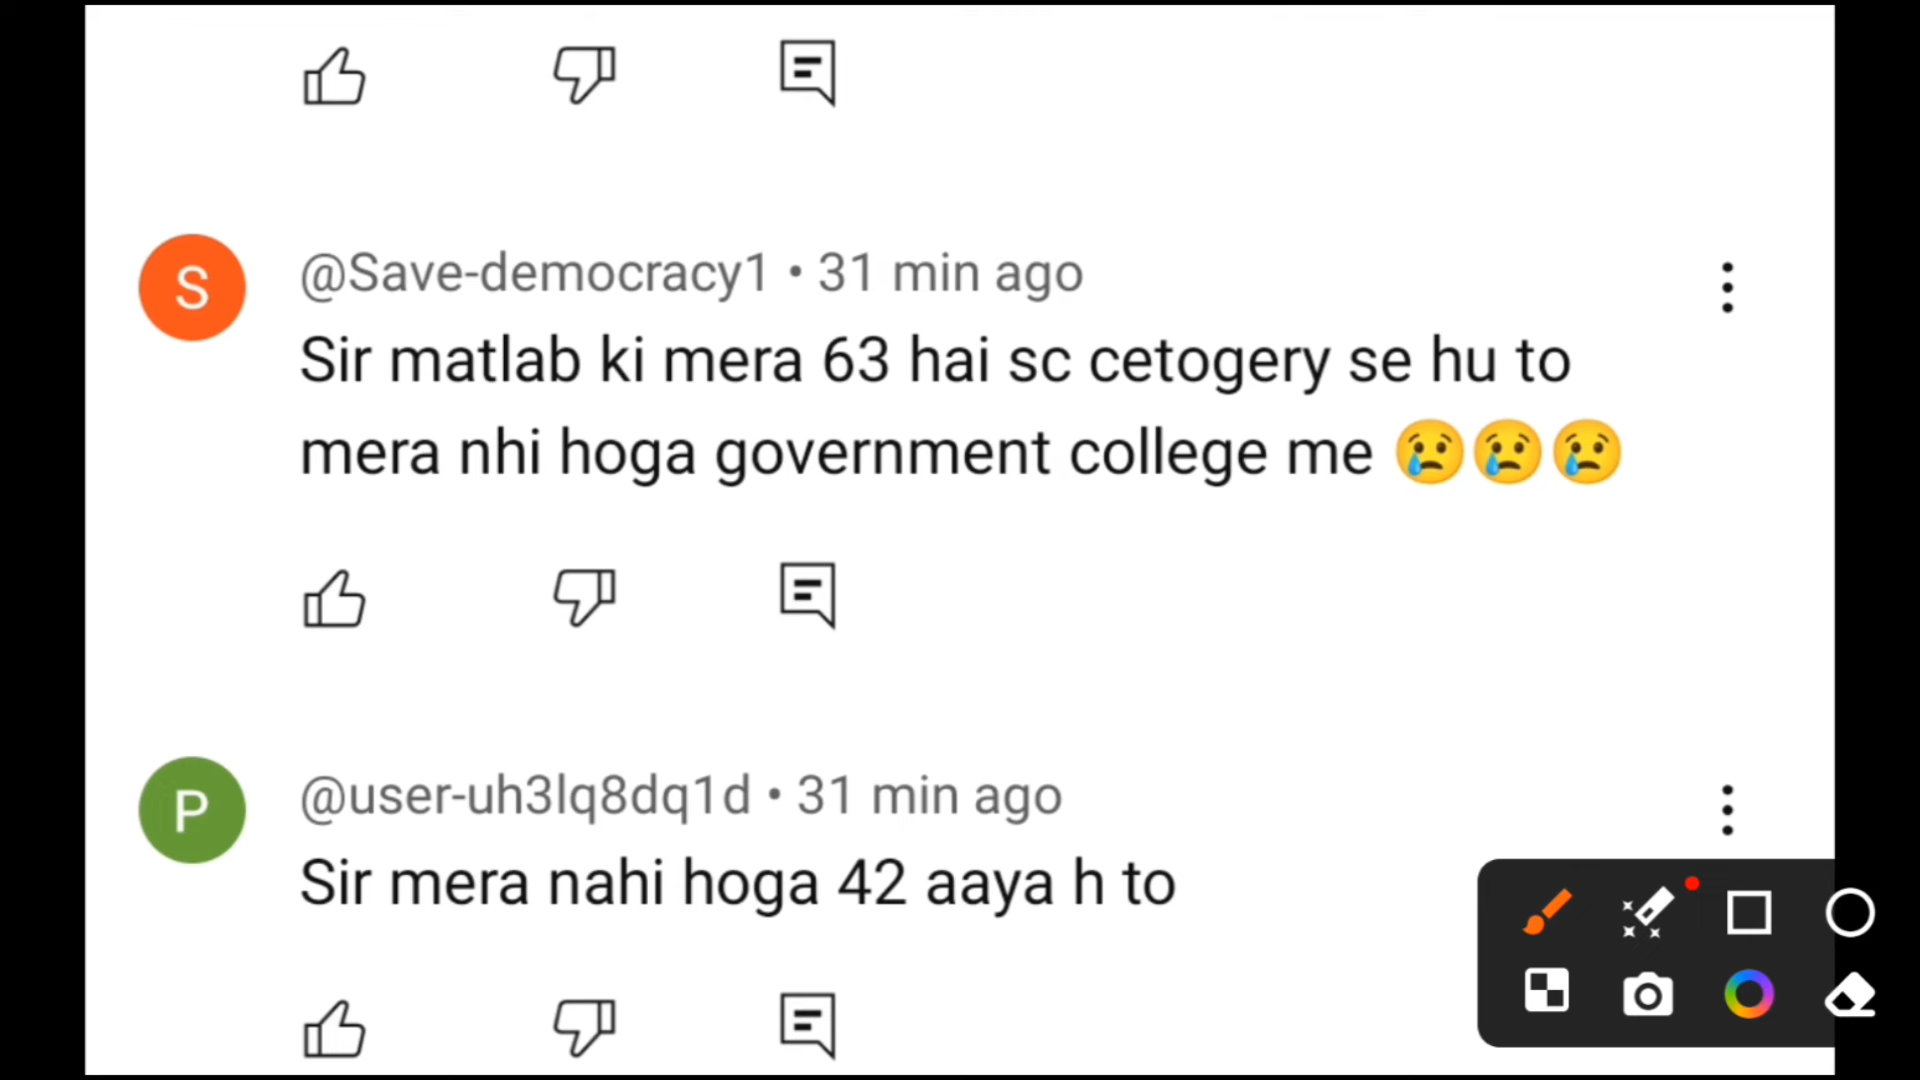 S
@Save-democracy1 • 31 min ago
Sir matlab ki mera 63 hai sc cetogery se hu to
mera nhi hoga government college me 😢😢😢
P
@user-uh3lq8dq1d • 31 min ago
Sir mera nahi hoga 42 aaya h to